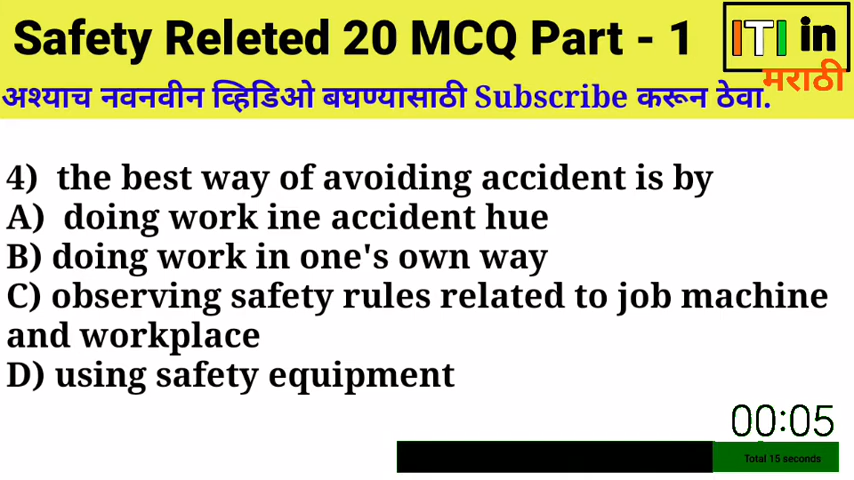 Safety Releted 20 MCQ Part - 1
ITI in
मराठी
अश्याच नवनवीन व्हिडिओ बघण्यासाठी Subscribe करून ठेवा.
4) the best way of avoiding accident is by
A) doing work ine accident hue
B) doing work in one's own way
C) observing safety rules related to job machine
and workplace
D) using safety equipment
00:05
Total 15 seconds